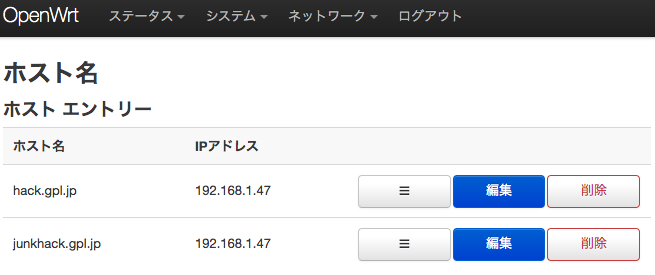 OpenWrt ステータス システム ネットワーク ログアウト
ホスト名
ホスト エントリー
ホスト名 IPアドレス
hack.gpl.jp 192.168.1.47 編集 削除
junkhack.gpl.jp 192.168.1.47 編集 削除